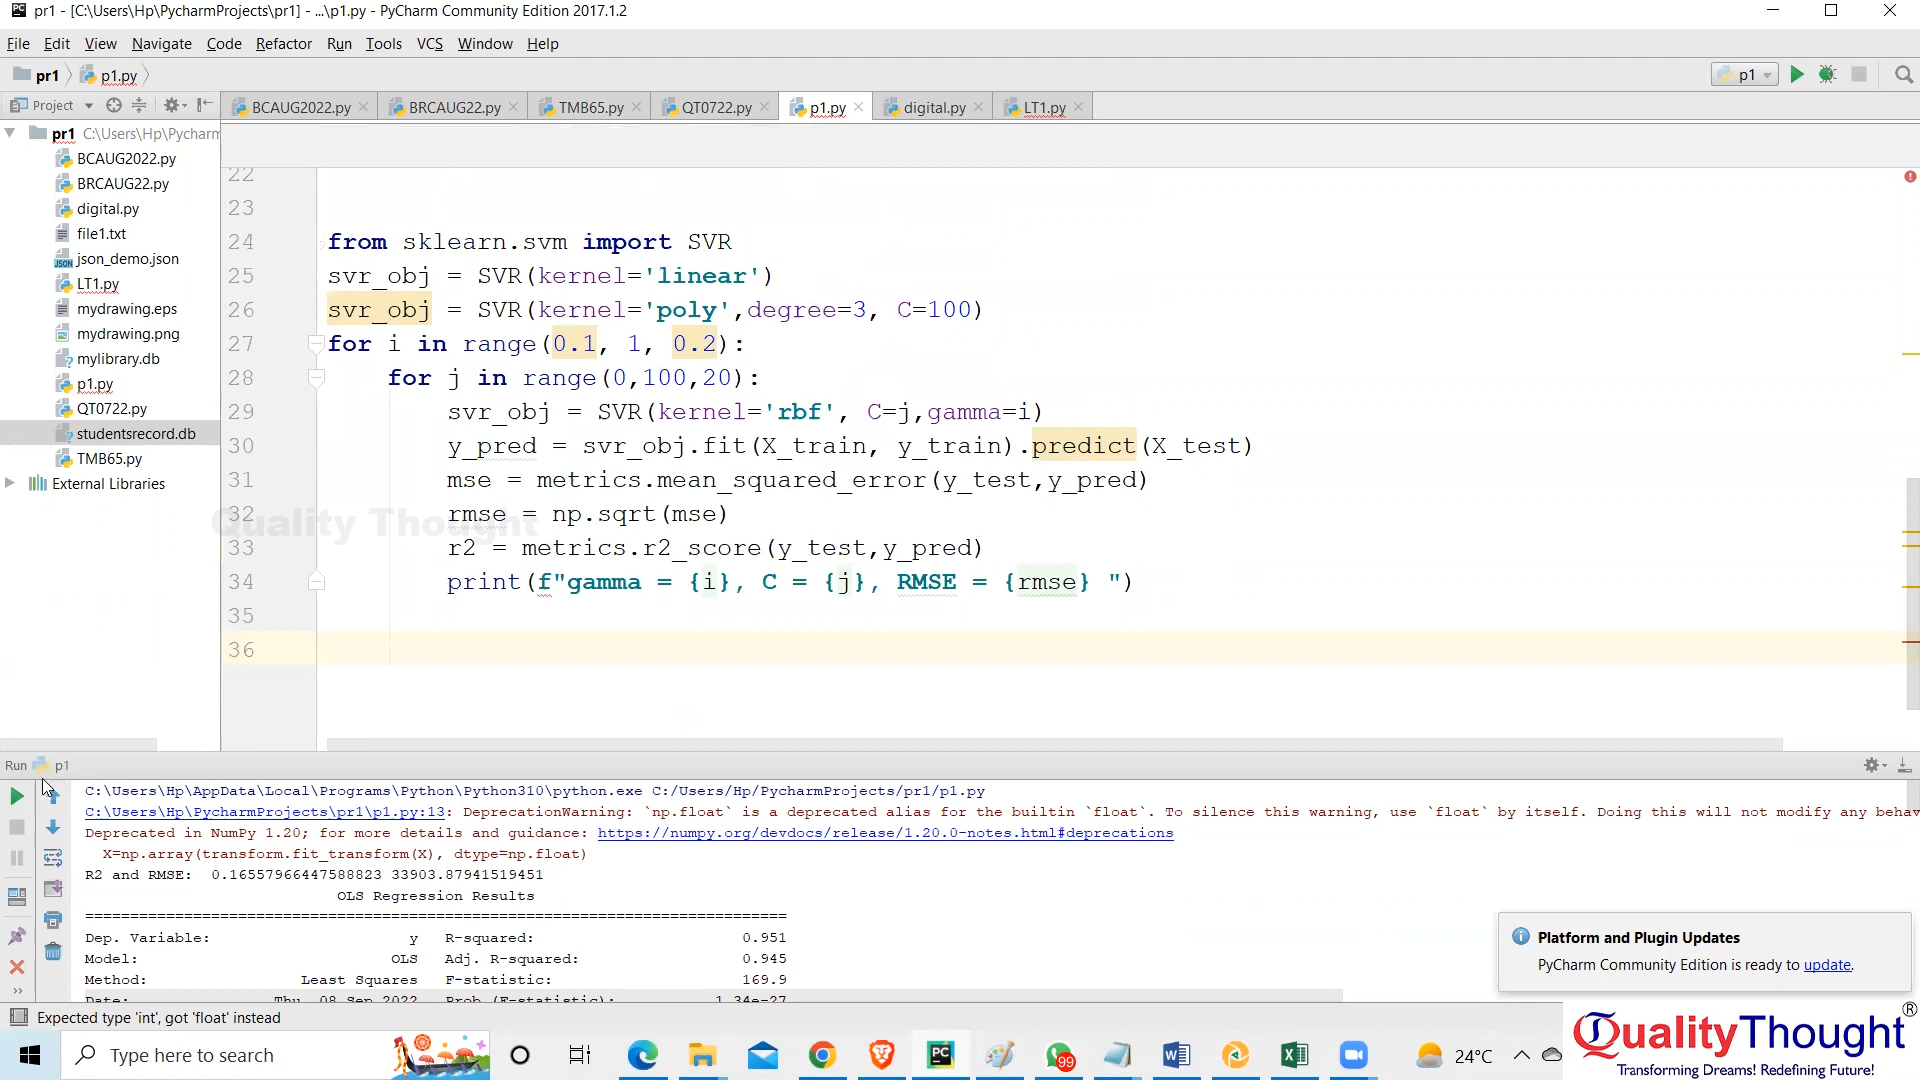 pr1 - [C:\Users\Hp\PycharmProjects\pr1] - ...\p1.py - PyCharm Community Edition 2017.1.2
File Edit View Navigate Code Refactor Run Tools VCS Window Help
pr1 p1.py p1
Project BCAUG2022.py BRCAUG22.py TMB65.py QT0722.py p1.py digital.py LT1.py
pr1 C:\Users\Hp\Pycharm
BCAUG2022.py
BRCAUG22.py
digital.py
file1.txt
json_demo.json
LT1.py
mydrawing.eps
mydrawing.png
mylibrary.db
p1.py
QT0722.py
studentsrecord.db
TMB65.py
External Libraries
22
23
24 from sklearn.svm import SVR
25 svr_obj = SVR(kernel='linear')
26 svr_obj = SVR(kernel='poly',degree=3, C=100)
27 for i in range(0.1, 1, 0.2):
28 for j in range(0,100,20):
29 svr_obj = SVR(kernel='rbf', C=j,gamma=i)
30 y_pred = svr_obj.fit(X_train, y_train).predict(X_test)
31 mse = metrics.mean_squared_error(y_test,y_pred)
32 rmse = np.sqrt(mse)
Quality Thought
33 r2 = metrics.r2_score(y_test,y_pred)
34 print(f"gamma = {i}, C = {j}, RMSE = {rmse} ")
35
36
Run p1
C:\Users\Hp\AppData\Local\Programs\Python\Python310\python.exe C:/Users/Hp/PycharmProjects/pr1/p1.py
C:\Users\Hp\PycharmProjects\pr1\p1.py:13: DeprecationWarning: `np.float` is a deprecated alias for the builtin `float`. To silence this warning, use `float` by itself. Doing this will not modify any behav
Deprecated in NumPy 1.20; for more details and guidance: https://numpy.org/devdocs/release/1.20.0-notes.html#deprecations
X=np.array(transform.fit_transform(X), dtype=np.float)
R2 and RMSE: 0.16557966447588823 33903.87941519451
OLS Regression Results
==============================================================================
Dep. Variable: y R-squared: 0.951
Model: OLS Adj. R-squared: 0.945
Method: Least Squares F-statistic: 169.9
Date: Thu, 08 Sep 2022 Prob (F-statistic): 1.34e-27
Platform and Plugin Updates
PyCharm Community Edition is ready to update.
Expected type 'int', got 'float' instead
Type here to search
99
24°C
QualityThought®
Transforming Dreams! Redefining Future!